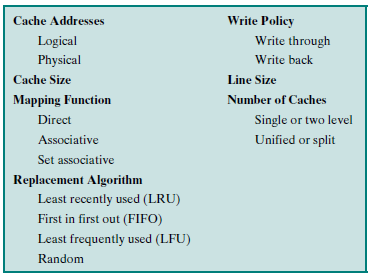 Cache Addresses
Logical
Physical
Cache Size
Mapping Function
Direct
Associative
Set associative
Replacement Algorithm
Least recently used (LRU)
First in first out (FIFO)
Least frequently used (LFU)
Random
Write Policy
Write through
Write back
Line Size
Number of Caches
Single or two level
Unified or split